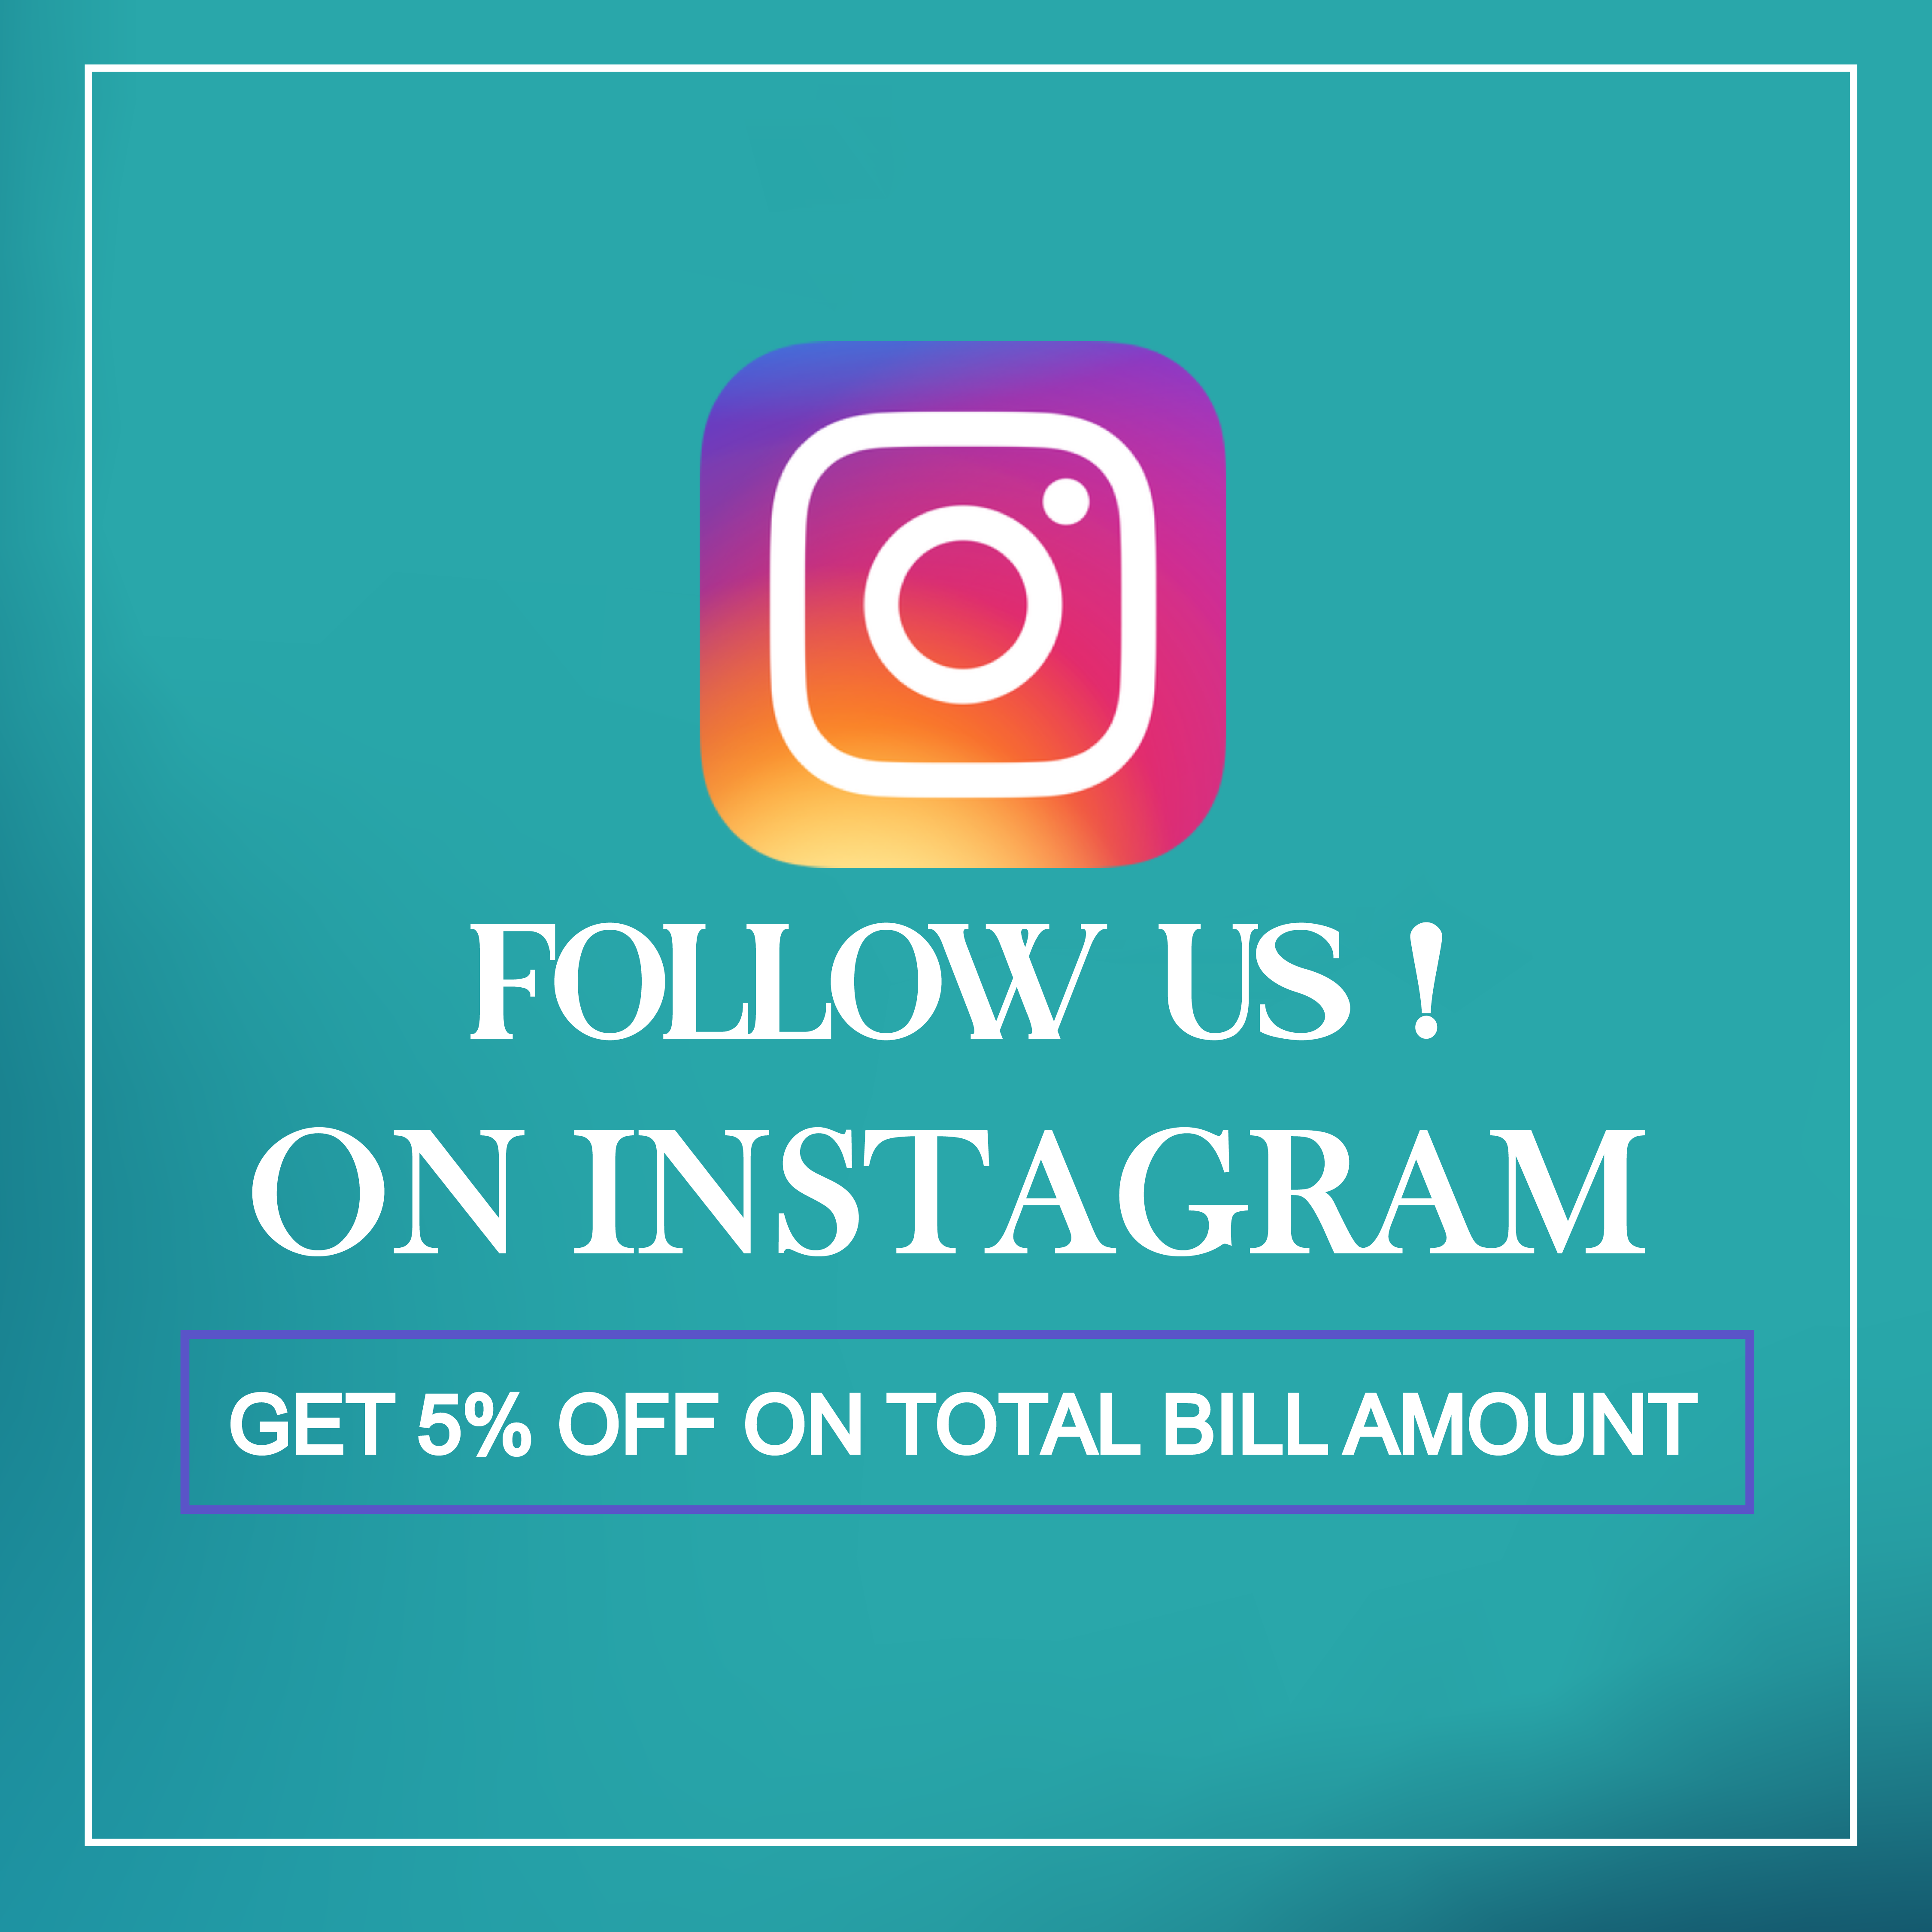 FOLLOW US !
ON INSTAGRAM
GET 5% OFF ON TOTAL BILL AMOUNT